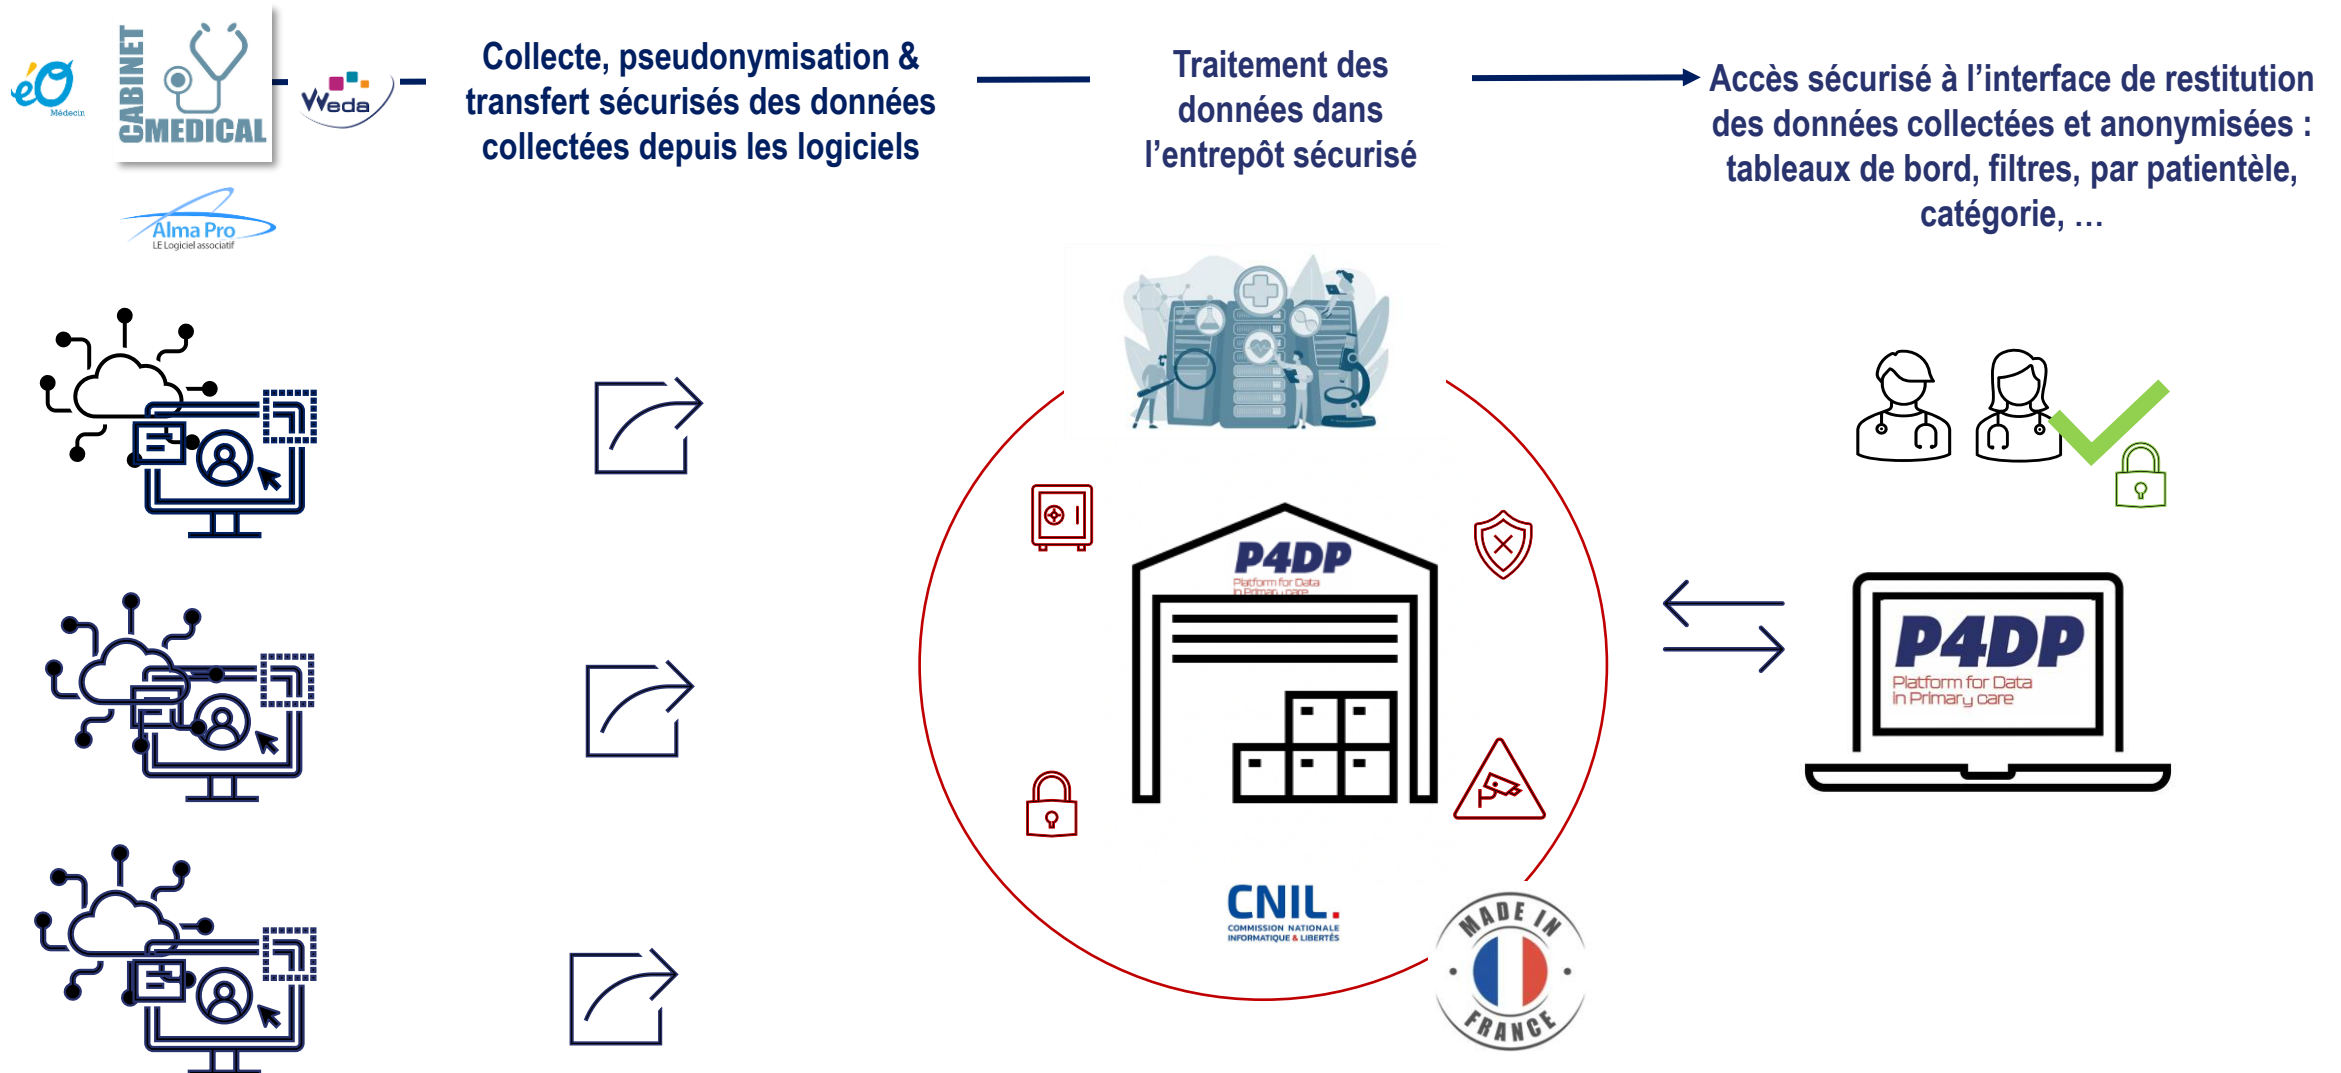 éO
Médecin
CABINET
MEDICAL
Weda
Alma Pro
LE Logiciel associatif
Collecte, pseudonymisation &
transfert sécurisés des données
collectées depuis les logiciels
Traitement des
données dans
l’entrepôt sécurisé
Accès sécurisé à l’interface de restitution
des données collectées et anonymisées :
tableaux de bord, filtres, par patientèle,
catégorie, …
P4DP
Platform for Data
in Primary care
P4DP
Platform for Data
in Primary care
CNIL.
COMMISSION NATIONALE
INFORMATIQUE & LIBERTÉS
MADE IN
FRANCE